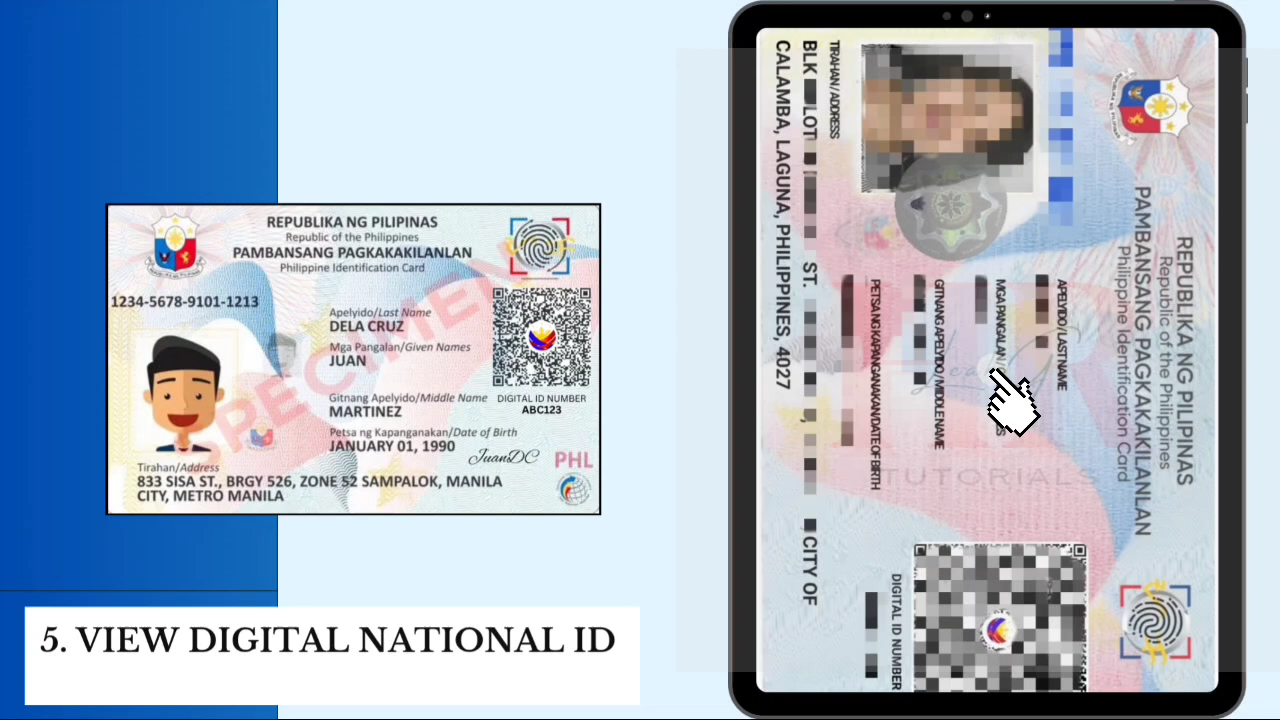 REPUBLIKA NG PILIPINAS
Republic of the Philippines
PAMBANSANG PAGKAKAKILANLAN
Philippine Identification Card
1234-5678-9101-1213
Apelyido/Last Name
DELA CRUZ
Mga Pangalan/Given Names
JUAN
Gitnang Apelyido/Middle Name
MARTINEZ
Petsa ng Kapanganakan/Date of Birth
JANUARY 01, 1990
JuanDC
DIGITAL ID NUMBER
ABC123
PHL
SPECIMEN
Tirahan/Address
833 SISA ST., BRGY 526, ZONE 52 SAMPALOK, MANILA
CITY, METRO MANILA
5. VIEW DIGITAL NATIONAL ID
REPUBLIKA NG PILIPINAS
Republic of the Philippines
PAMBANSANG PAGKAKAKILANLAN
Philippine Identification Card
APELYIDO/LAST NAME
MGA PANGALAN/
GITNANG APELYIDO/MIDDLE NAME
PETSA NG KAPANGANAKAN/DATE OF BIRTH
DIGITAL ID NUMBER
TIRAHAN/ADDRESS
BLK LOT ST. , CITY OF
CALAMBA, LAGUNA, PHILIPPINES, 4027
TUTORIALS